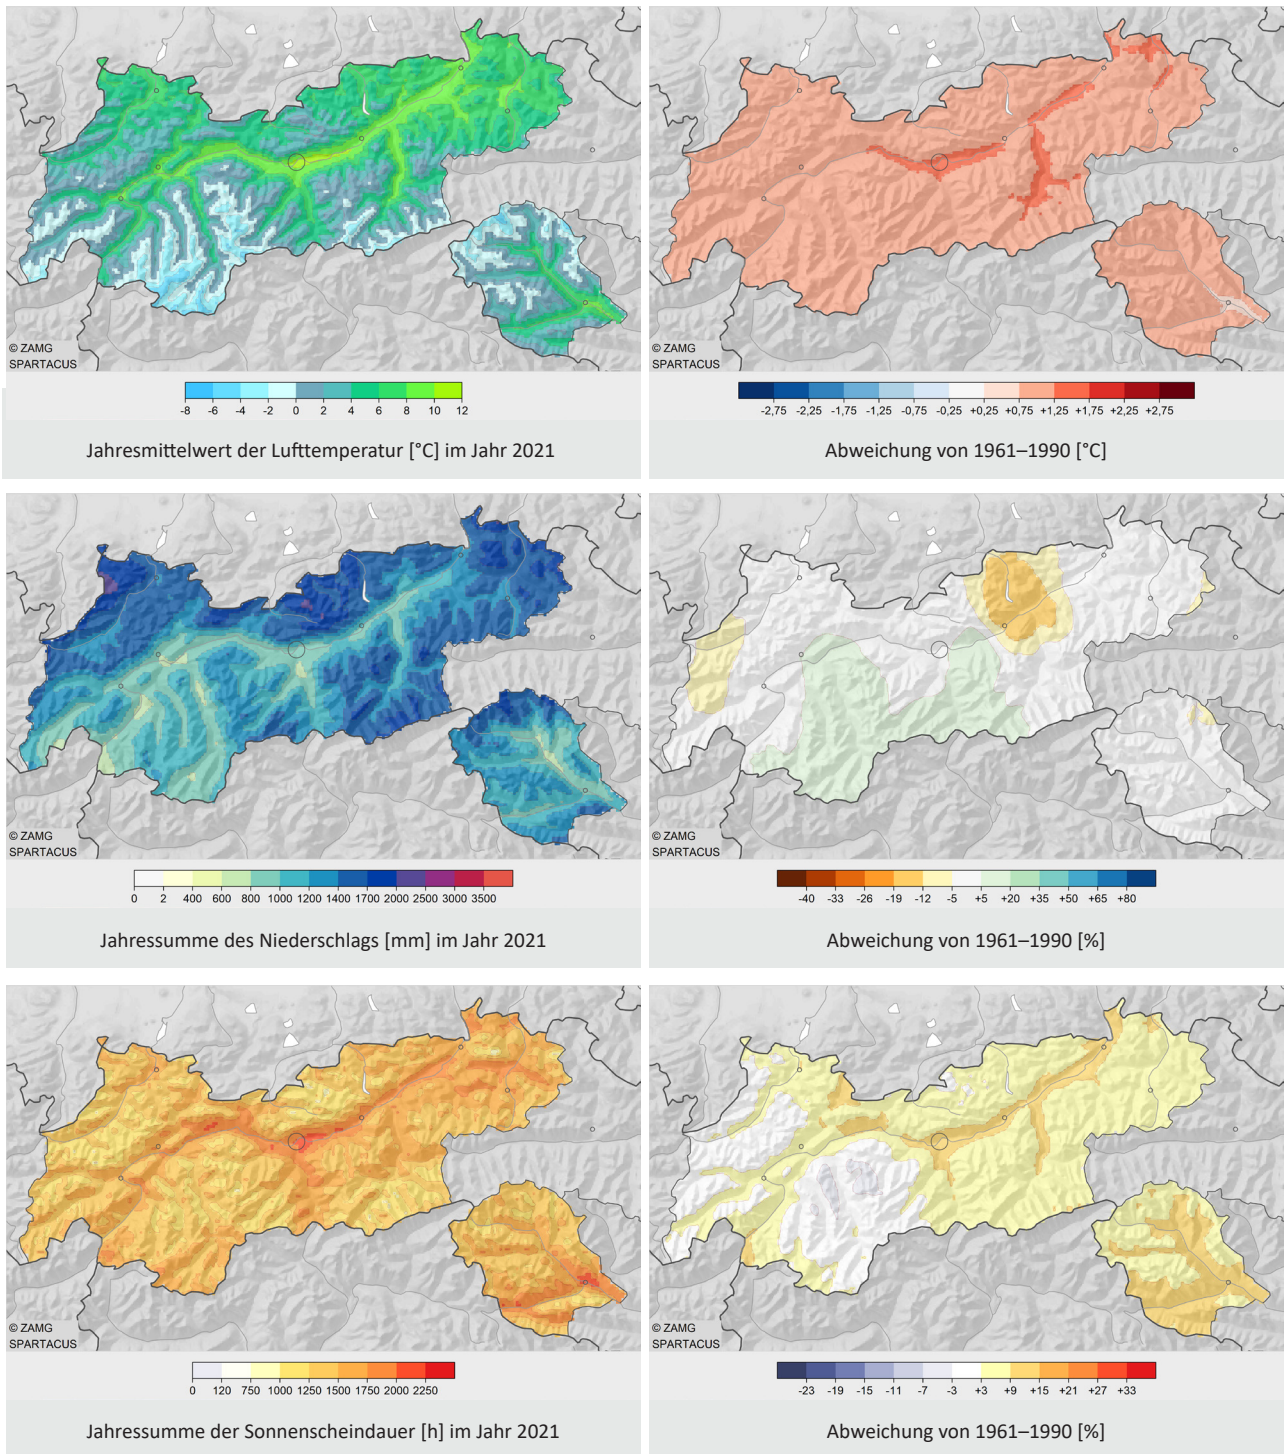 © ZAMG
SPARTACUS
-8 -6 -4 -2 0 2 4 6 8 10 12
Jahresmittelwert der Lufttemperatur [°C] im Jahr 2021
© ZAMG
SPARTACUS
-2,75 -2,25 -1,75 -1,25 -0,75 -0,25 +0,25 +0,75 +1,25 +1,75 +2,25 +2,75
Abweichung von 1961–1990 [°C]
© ZAMG
SPARTACUS
0 2 400 600 800 1000 1200 1400 1700 2000 2500 3000 3500
Jahressumme des Niederschlags [mm] im Jahr 2021
© ZAMG
SPARTACUS
-40 -33 -26 -19 -12 -5 +5 +20 +35 +50 +65 +80
Abweichung von 1961–1990 [%]
© ZAMG
SPARTACUS
0 120 750 1000 1250 1500 1750 2000 2250
Jahressumme der Sonnenscheindauer [h] im Jahr 2021
© ZAMG
SPARTACUS
-23 -19 -15 -11 -7 -3 +3 +9 +15 +21 +27 +33
Abweichung von 1961–1990 [%]